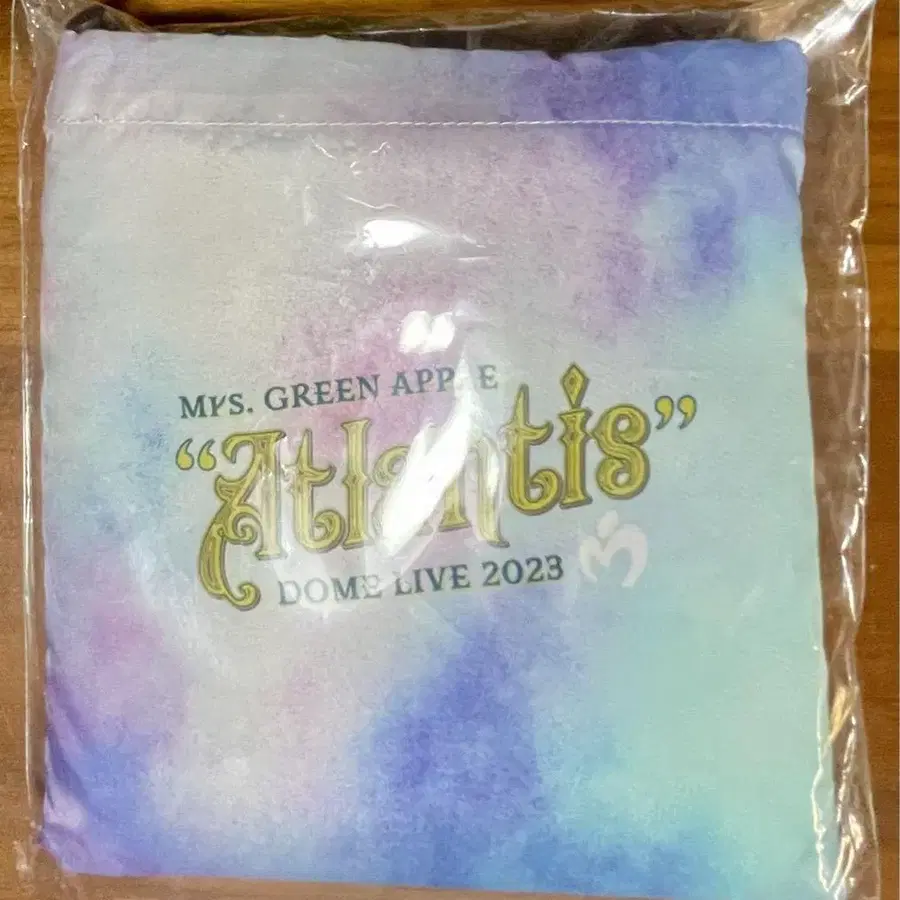 Mrs. GREEN APPLE
“Atlantis”
DOME LIVE 2023